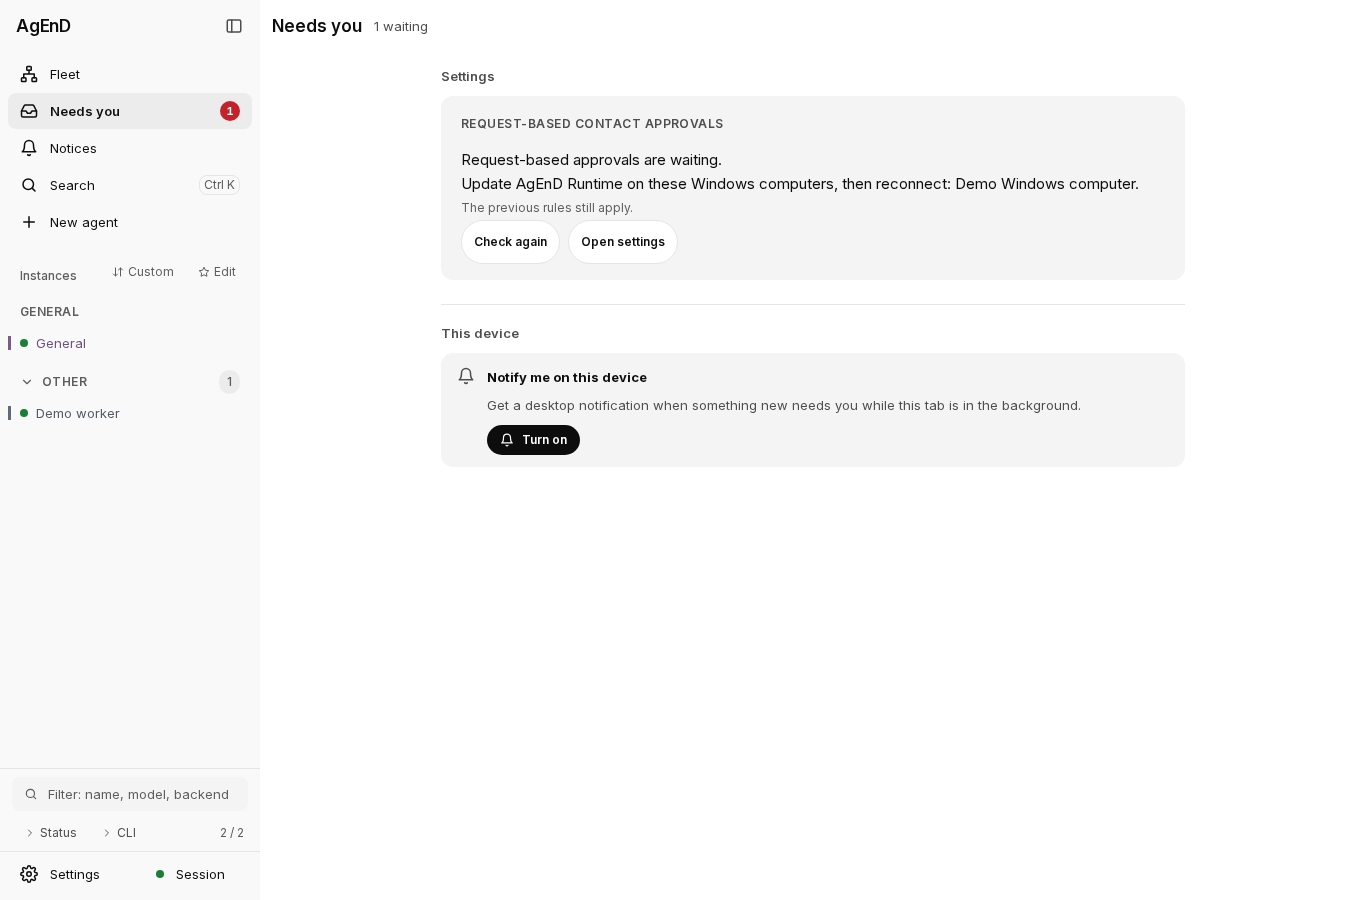 AgEnD
Fleet
Needs you 1
Notices
Search Ctrl K
New agent
Instances Custom Edit
GENERAL
General
OTHER 1
Demo worker
Filter: name, model, backend
Status CLI 2 / 2
Settings Session
Needs you 1 waiting
Settings
REQUEST-BASED CONTACT APPROVALS
Request-based approvals are waiting.
Update AgEnD Runtime on these Windows computers, then reconnect: Demo Windows computer.
The previous rules still apply.
Check again Open settings
This device
Notify me on this device
Get a desktop notification when something new needs you while this tab is in the background.
Turn on